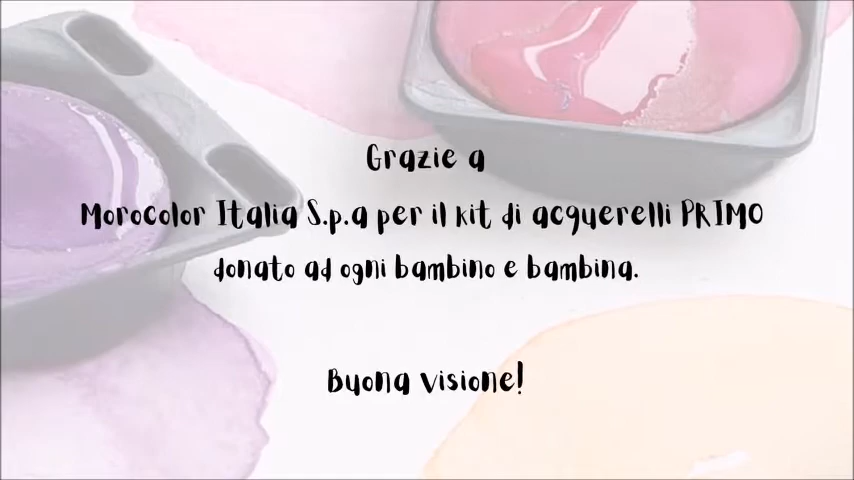 Grazie a
Morocolor Italia S.p.a per il kit di acquerelli PRIMO
donato ad ogni bambino e bambina.
Buona visione!